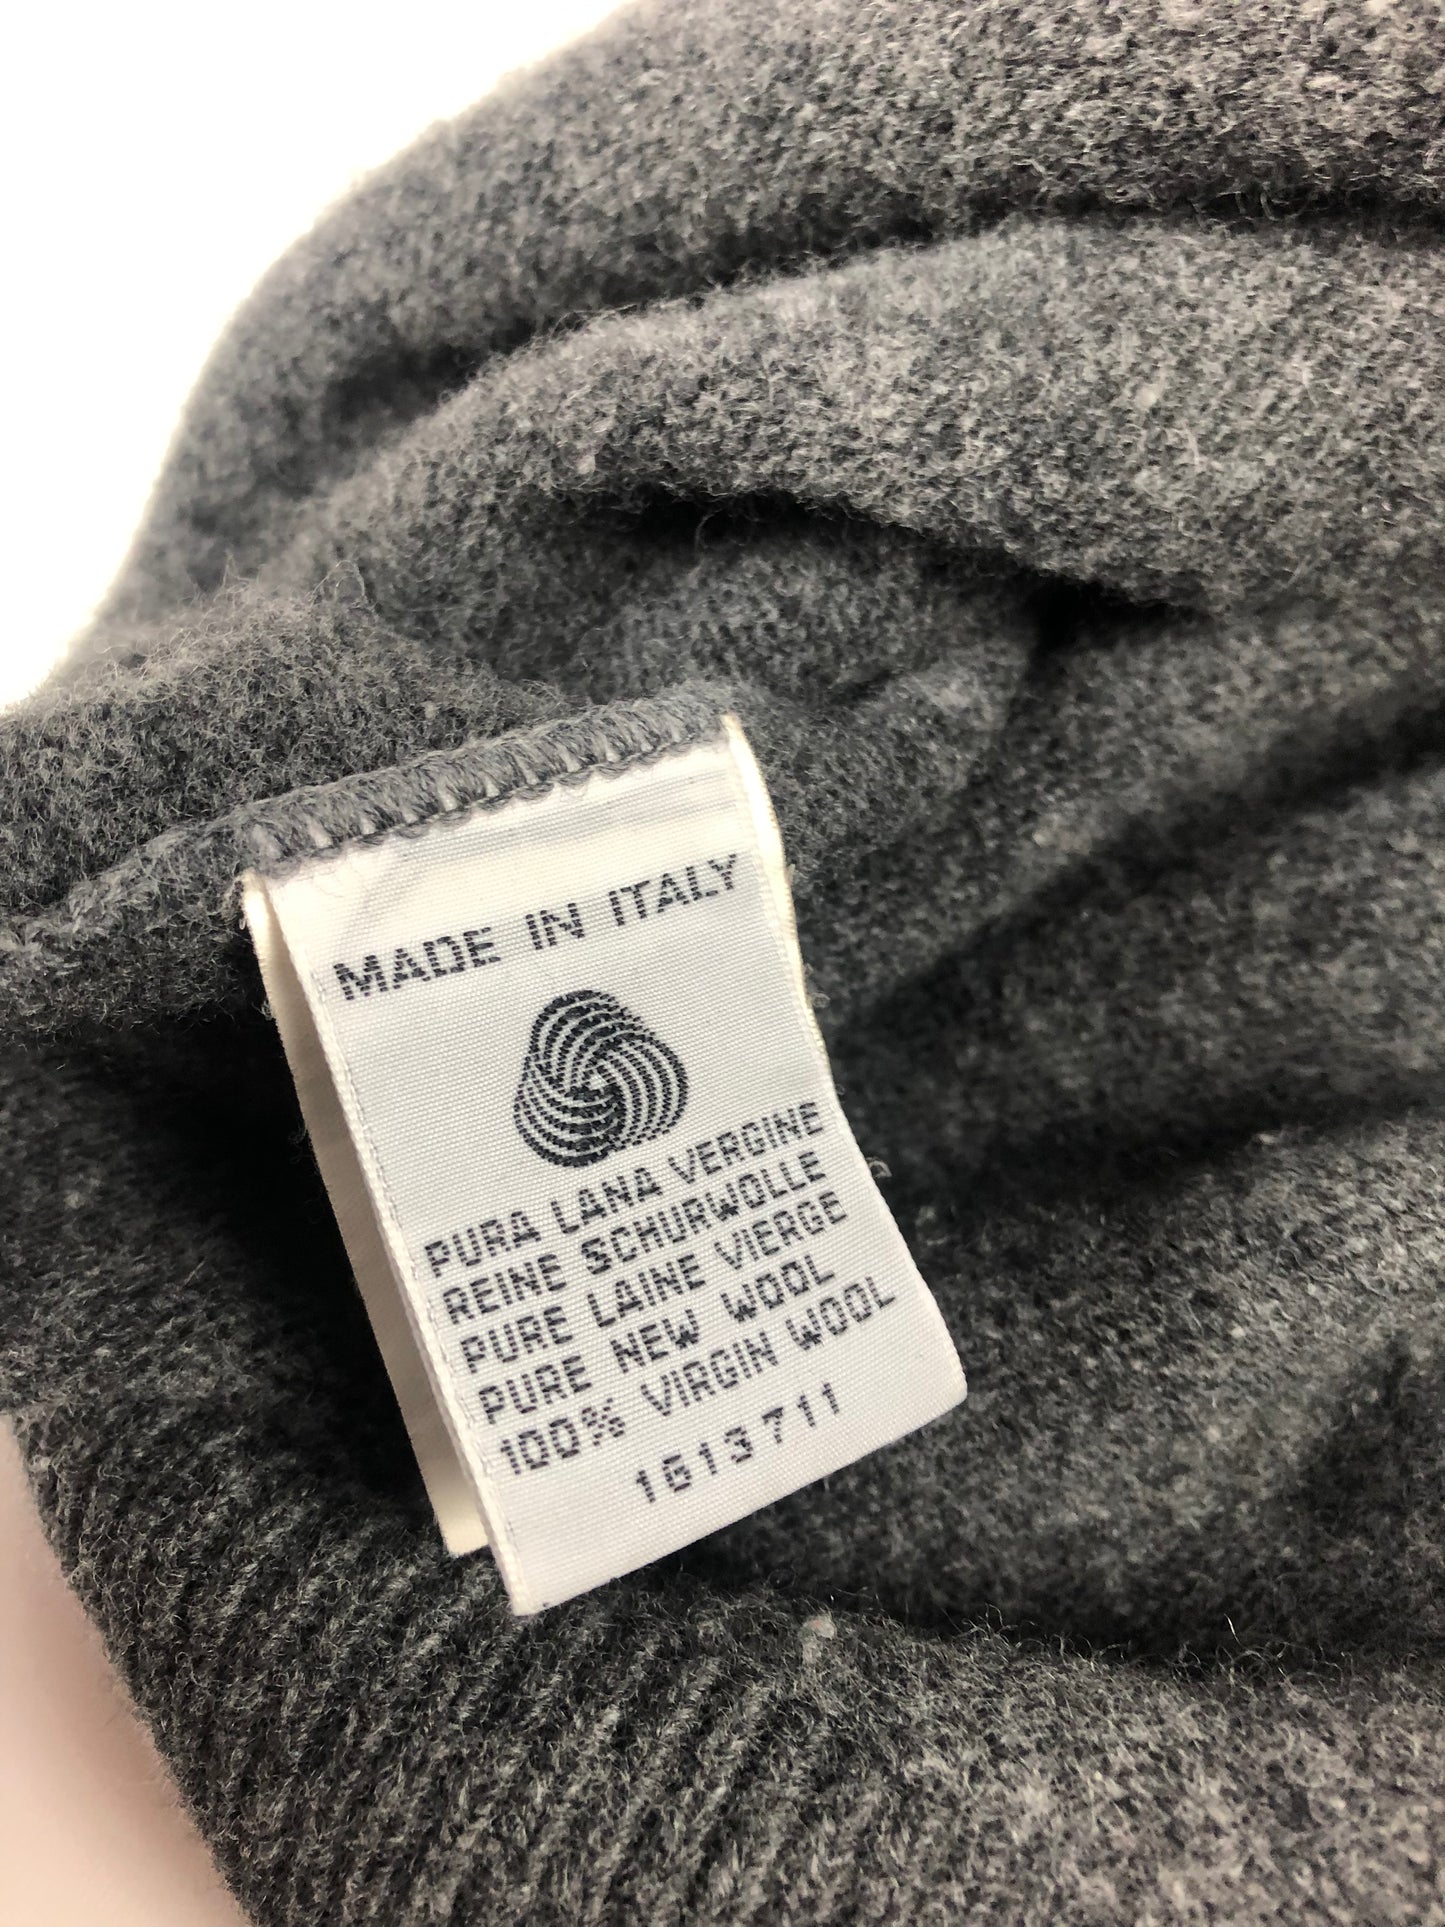 MADE IN ITALY
PURA LANA VERGINE
REINE SCHURWOLLE
PURE LAINE VIERGE
PURE NEW WOOL
100% VIRGIN WOOL
1613711